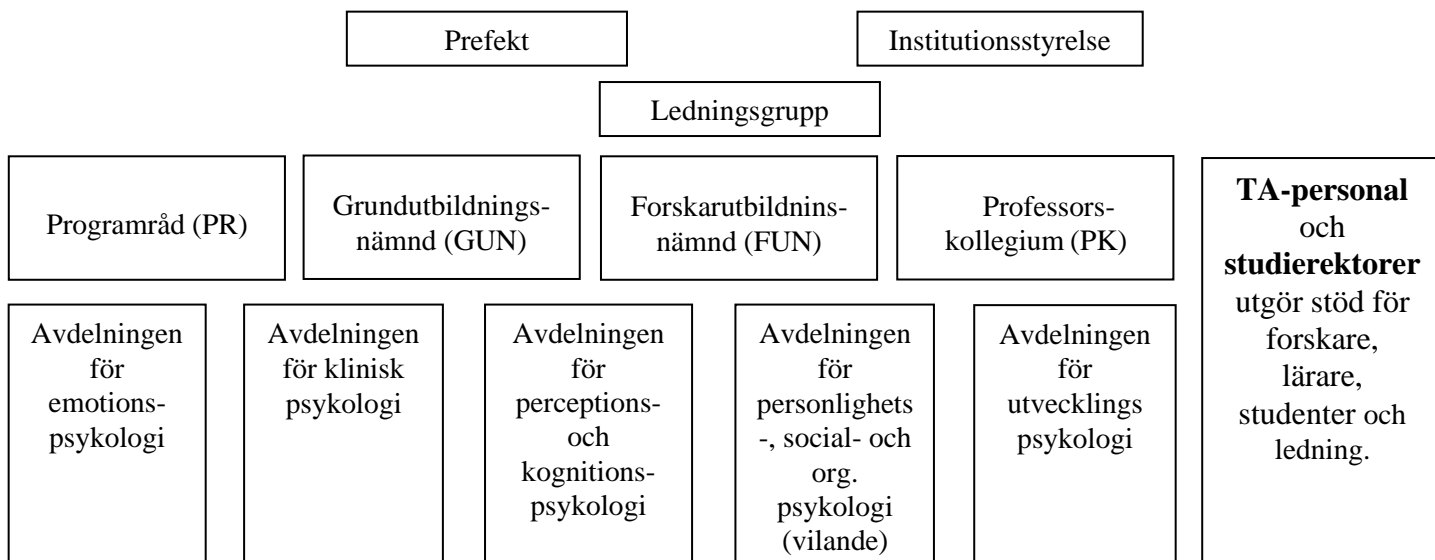 Prefekt
Institutionsstyrelse
Ledningsgrupp
Programråd (PR)
Grundutbildnings-
nämnd (GUN)
Forskarutbildnins-
nämnd (FUN)
Professors-
kollegium (PK)
TA-personal
och
studierektorer
utgör stöd för
forskare,
lärare,
studenter och
ledning.
Avdelningen
för
emotions-
psykologi
Avdelningen
för klinisk
psykologi
Avdelningen
för
perceptions-
och
kognitions-
psykologi
Avdelningen
för
personlighets
-, social- och
org.
psykologi
(vilande)
Avdelningen
för
utvecklings
psykologi